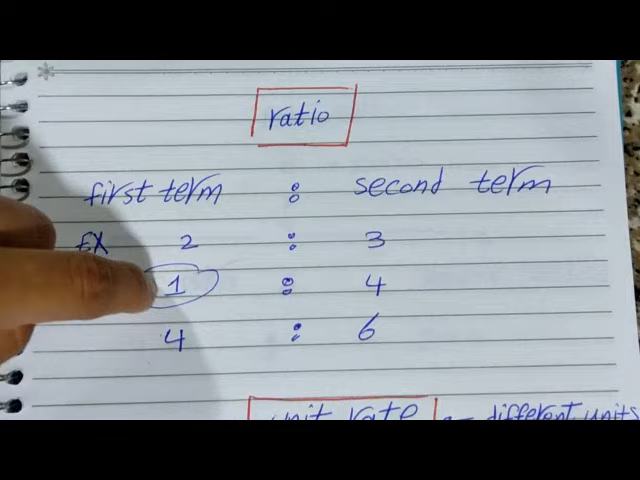 ratio
first term : second term
EX 2 : 3
1 : 4
4 : 6
unit rate - different units